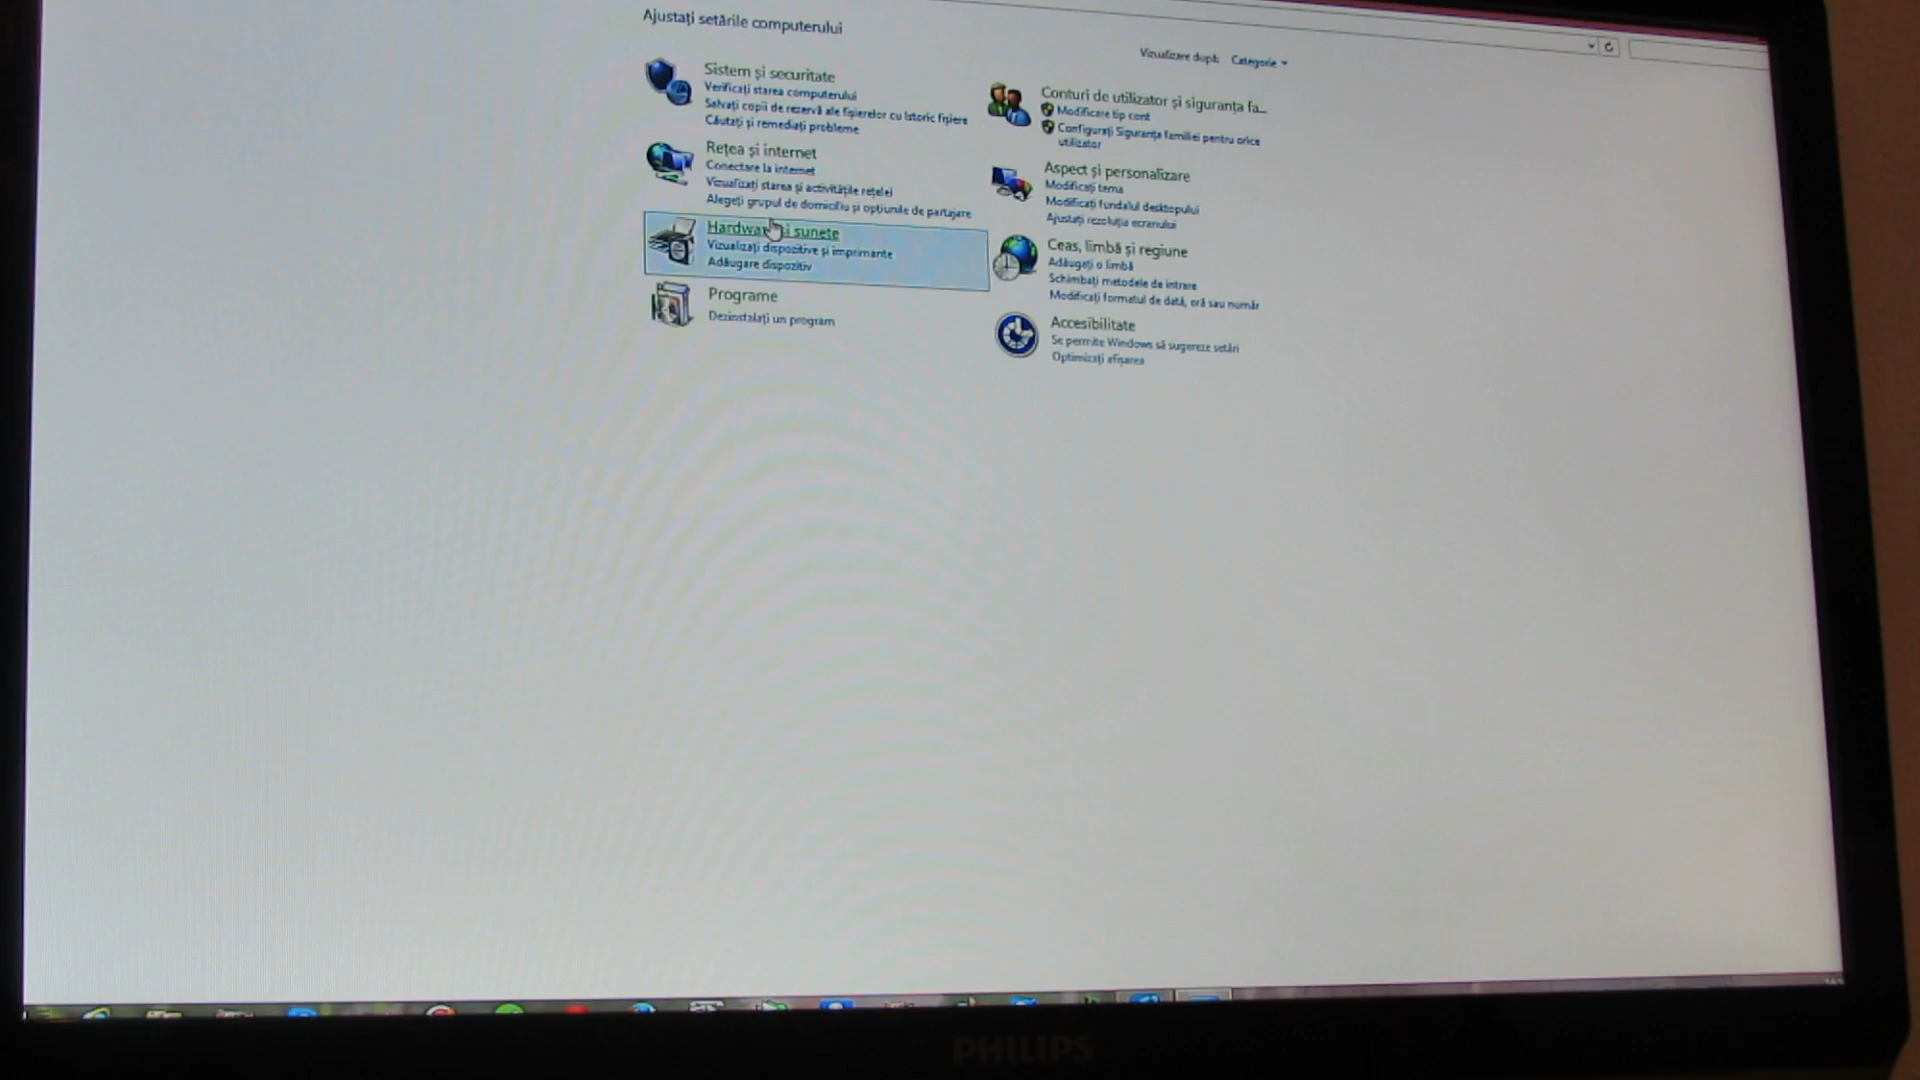 Ajustați setările computerului
Vizualizare după: Categorie
Sistem și securitate
Verificați starea computerului
Salvați copii de rezervă ale fișierelor cu Istoric fișiere
Căutați și remediați probleme
Rețea și internet
Conectare la internet
Vizualizați starea și activitățile rețelei
Alegeți grupul de domiciliu și opțiunile de partajare
Hardware și sunete
Vizualizați dispozitive și imprimante
Adăugare dispozitiv
Programe
Dezinstalați un program
Conturi de utilizator și siguranța fa...
Modificare tip cont
Configurați Siguranța familiei pentru orice
utilizator
Aspect și personalizare
Modificați tema
Modificați fundalul desktopului
Ajustați rezoluția ecranului
Ceas, limbă și regiune
Adăugați o limbă
Schimbați metodele de intrare
Modificați formatul de dată, oră sau număr
Accesibilitate
Se permite Windows să sugereze setări
Optimizați afișarea
PHILIPS